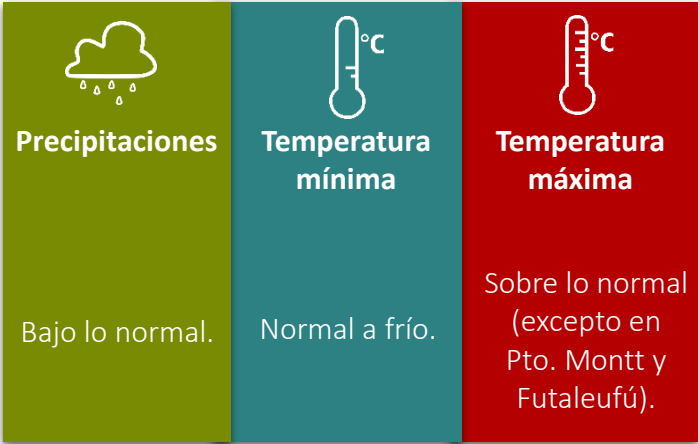 Precipitaciones
Bajo lo normal.
°C
Temperatura
mínima
Normal a frío.
°C
Temperatura
máxima
Sobre lo normal
(excepto en
Pto. Montt y
Futaleufú).